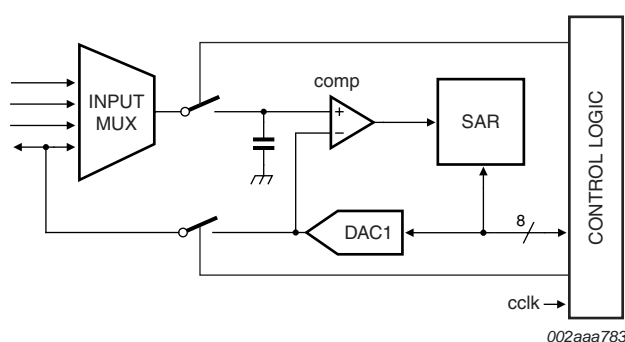 comp
INPUT
MUX
+
−
SAR
DAC1
8
CONTROL LOGIC
cclk
002aaa783